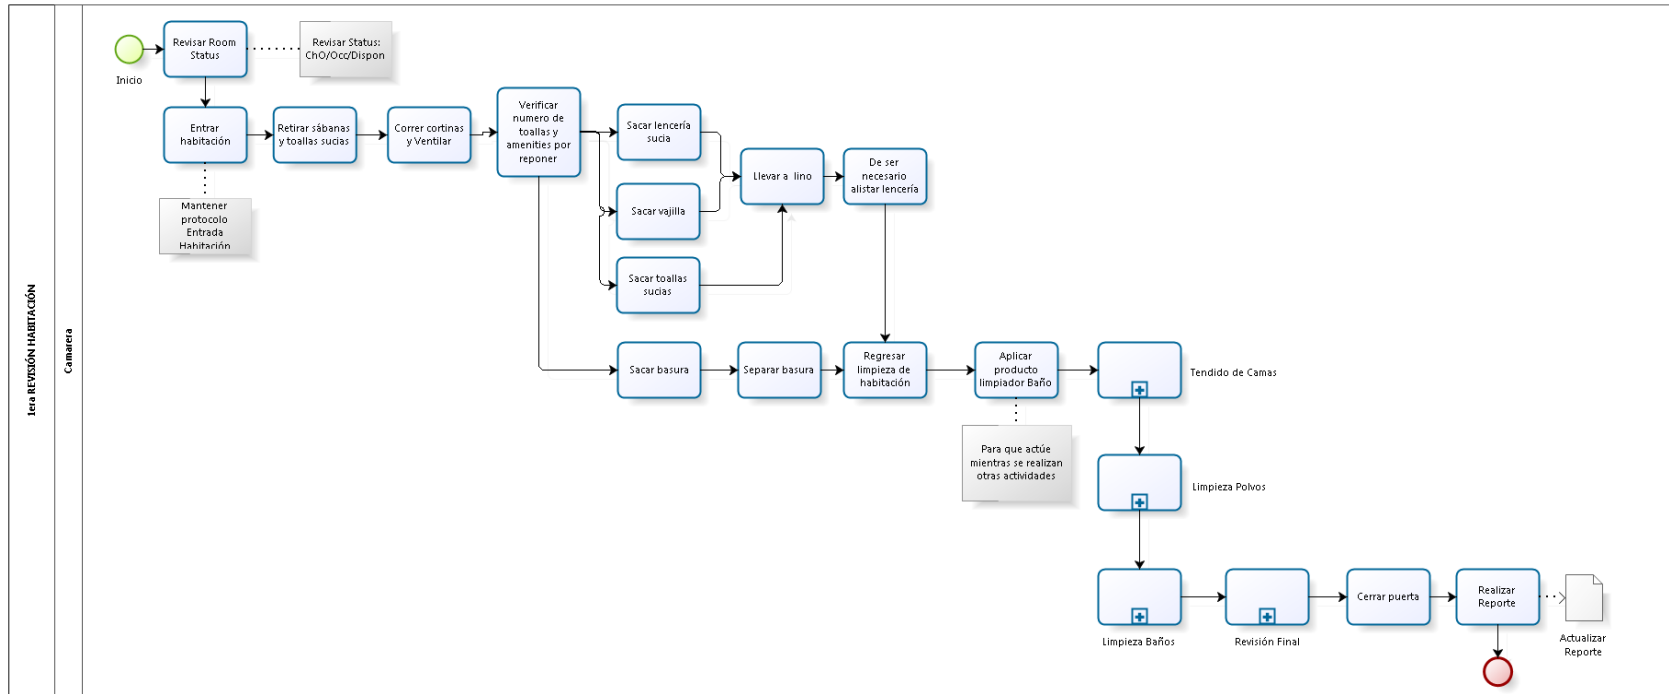 1era REVISIÓN HABITACIÓN
Camarera
Inicio
Revisar Room
Status
Revisar Status:
ChO/Occ/Dispon
Entrar
habitación
Retirar sábanas
y toallas sucias
Correr cortinas
y Ventilar
Verificar
numero de
toallas y
amenities por
reponer
Mantener
protocolo
Entrada
Habitación
Sacar lencería
sucia
Sacar vajilla
Sacar toallas
sucias
Llevar a lino
De ser
necesario
alistar lencería
Sacar basura
Separar basura
Regresar
limpieza de
habitación
Aplicar
producto
limpiador Baño
Para que actúe
mientras se realizan
otras actividades
Tendido de Camas
Limpieza Polvos
Limpieza Baños
Revisión Final
Cerrar puerta
Realizar
Reporte
Actualizar
Reporte